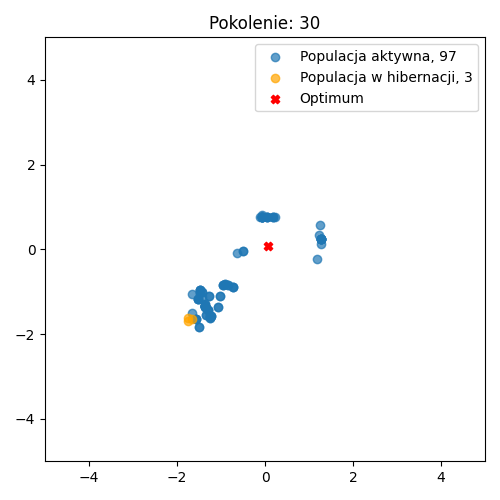 Pokolenie: 30
Populacja aktywna, 97
Populacja w hibernacji, 3
Optimum
4
2
0
−2
−4
−4 −2 0 2 4